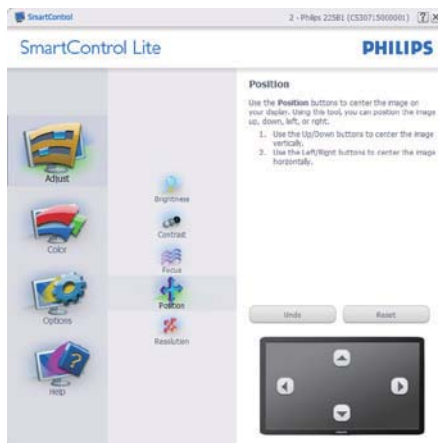 SmartControl
2 - Philips 225B1 (CS30715000001)
?
X
SmartControl Lite
PHILIPS
Position
Use the Position buttons to center the image on
your display. Using this tool, you can position the image
up, down, left, or right.
1. Use the Up/Down buttons to center the image
vertically.
2. Use the Left/Right buttons to center the image
horizontally.
Adjust
Color
Options
Help
Brightness
Contrast
Focus
Position
Resolution
Undo
Reset